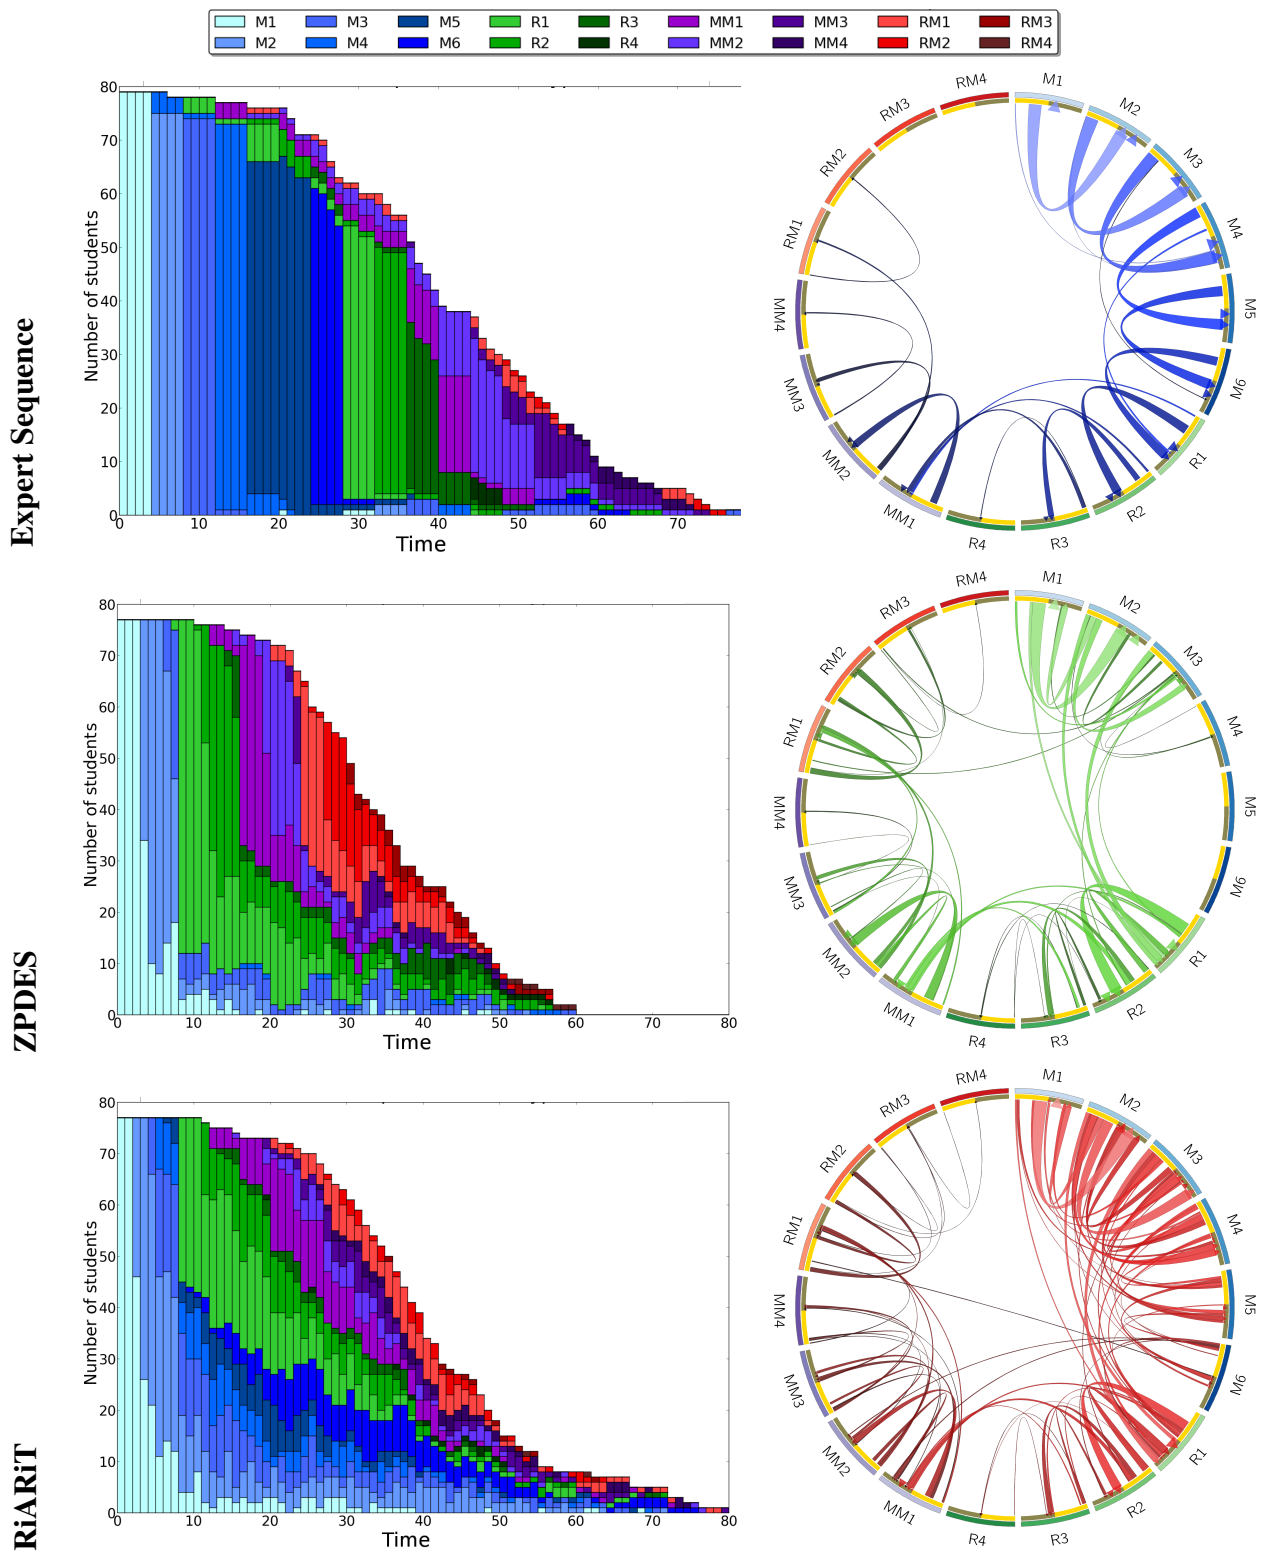 M1 M3 M5 R1 R3 MM1 MM3 RM1 RM3
M2 M4 M6 R2 R4 MM2 MM4 RM2 RM4
Expert Sequence
Number of students
80
70
60
50
40
30
20
10
0
0 10 20 30 40 50 60 70
Time
M1
M2
M3
M4
M5
M6
R1
R2
R3
R4
MM1
MM2
MM3
MM4
RM1
RM2
RM3
RM4
ZPDES
Number of students
80
70
60
50
40
30
20
10
0
0 10 20 30 40 50 60 70 80
Time
M1
M2
M3
M4
M5
M6
R1
R2
R3
R4
MM1
MM2
MM3
MM4
RM1
RM2
RM3
RM4
RiARiT
Number of students
80
70
60
50
40
30
20
10
0
0 10 20 30 40 50 60 70 80
Time
M1
M2
M3
M4
M5
M6
R1
R2
R3
R4
MM1
MM2
MM3
MM4
RM1
RM2
RM3
RM4